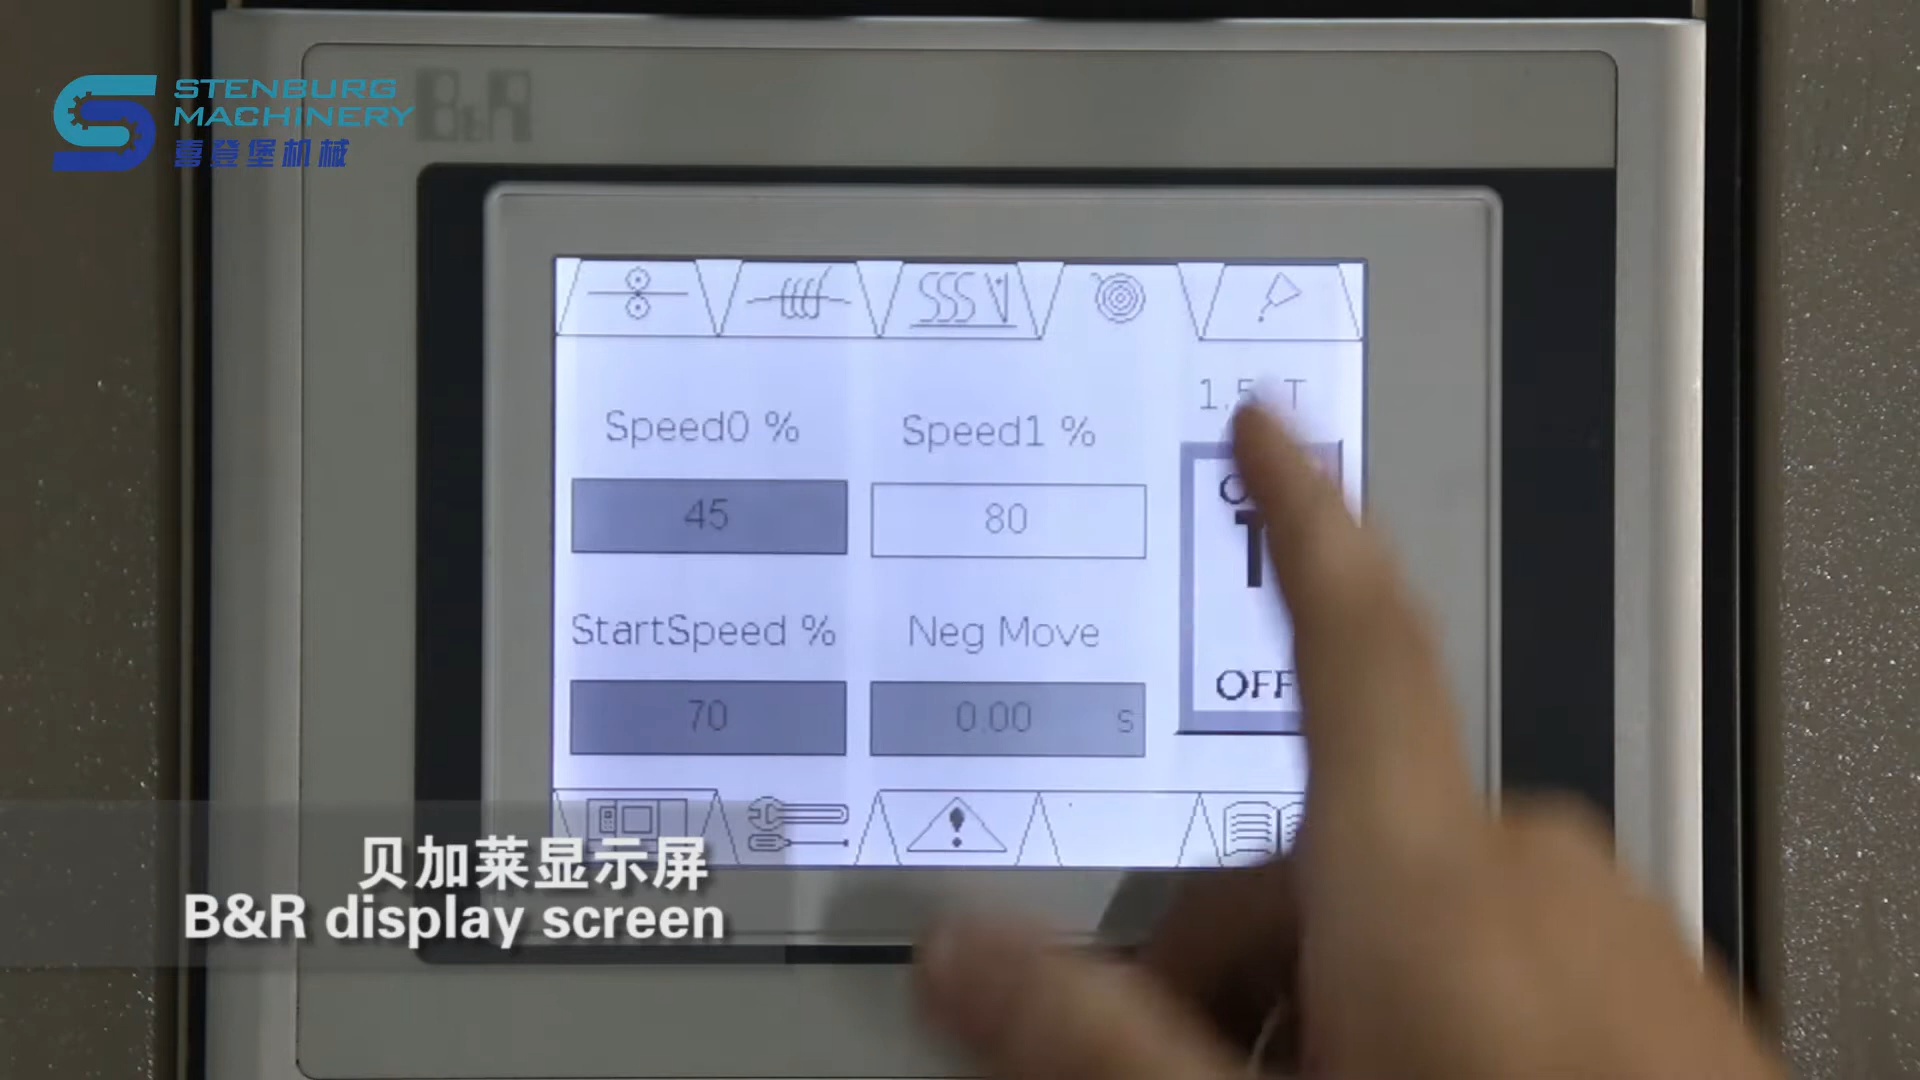 STENBURG
MACHINERY
喜登堡机械
B&R
Speed0 %
Speed1 %
45
80
StartSpeed %
Neg Move
OFF
70
0.00 s
贝加莱显示屏
B&R display screen